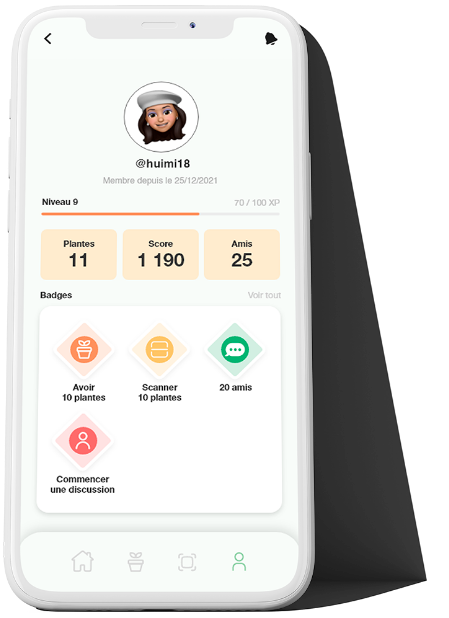 @huimi18
Membre depuis le 25/12/2021
Niveau 9
70 / 100 XP
Plantes
Score
Amis
11
1 190
25
Badges
Voir tout
Avoir
10 plantes
Scanner
10 plantes
20 amis
Commencer
une discussion